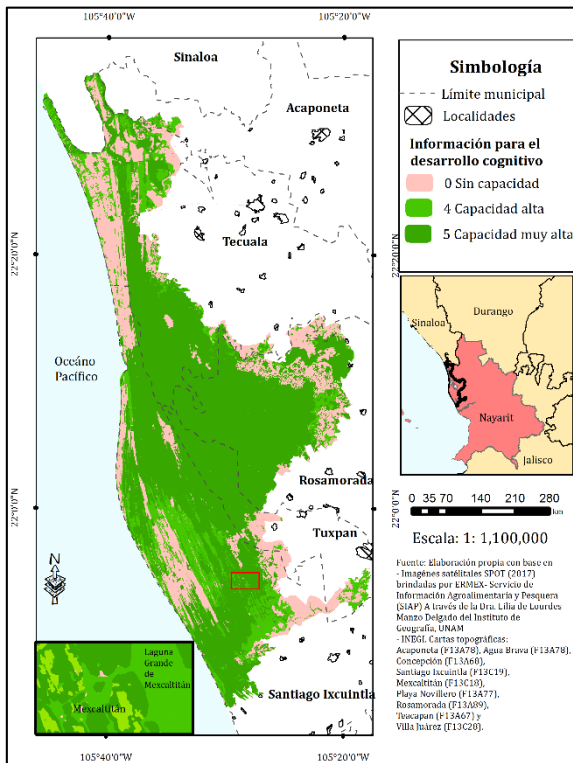 105°40'0"W
105°20'0"W
Sinaloa
Acaponeta
Tecuala
22°20'0"N
Oceáno
Pacífico
Rosamorada
22°0'0"N
Tuxpan
N
Santiago Ixcuintla
Laguna
Grande
de
Mexcaltitán
Mexcaltitán
105°40'0"W
105°20'0"W
Simbología
Límite municipal
Localidades
Información para el
desarrollo cognitivo
0 Sin capacidad
4 Capacidad alta
5 Capacidad muy alta
22°20'0"N
Durango
Sinaloa
Nayarit
Jalisco
22°0'0"N
0 35 70 140 210 280
km
Escala: 1: 1,100,000
Fuente: Elaboración propia con base en
- Imagénes satélitales SPOT (2017)
brindadas por ERMEX- Servicio de
Información Agroalimentaria y Pesquera
(SIAP) A través de la Dra. Lilia de Lourdes
Manzo Delgado del Instituto de
Geografía, UNAM
- INEGI. Cartas topográficas:
Acaponeta (F13A78), Agua Brava (F13A78),
Concepción (F13A68),
Santiago Ixcuintla (F13C19),
Mexcaltitán (F13C18),
Playa Novillero (F13A77),
Rosamorada (F13A89),
Teacapan (F13A67) y
Villa Juárez (F13C28).